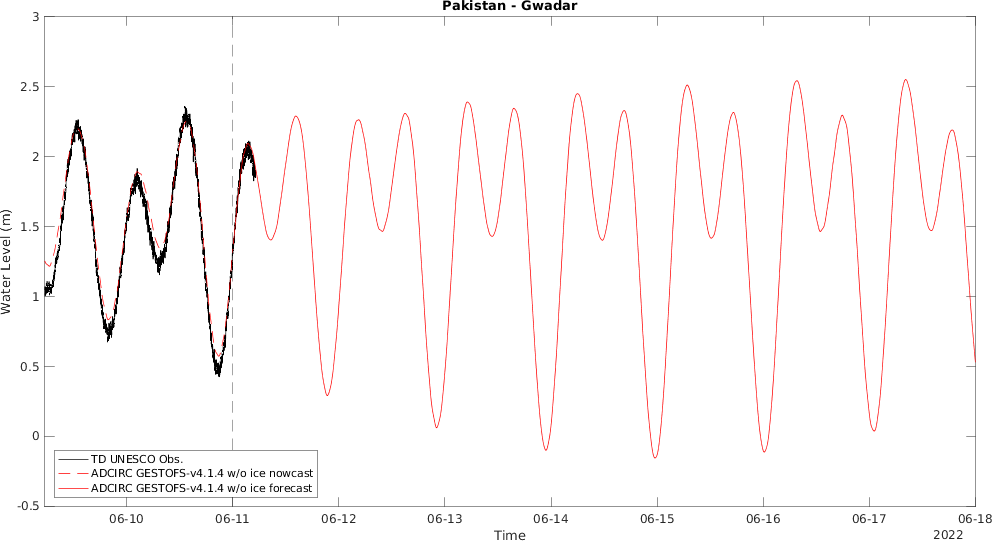 Pakistan - Gwadar
Water Level (m)
3
2.5
2
1.5
1
0.5
0
-0.5
TD UNESCO Obs.
ADCIRC GESTOFS-v4.1.4 w/o ice nowcast
ADCIRC GESTOFS-v4.1.4 w/o ice forecast
06-10 06-11 06-12 06-13 06-14 06-15 06-16 06-17 06-18
Time
2022